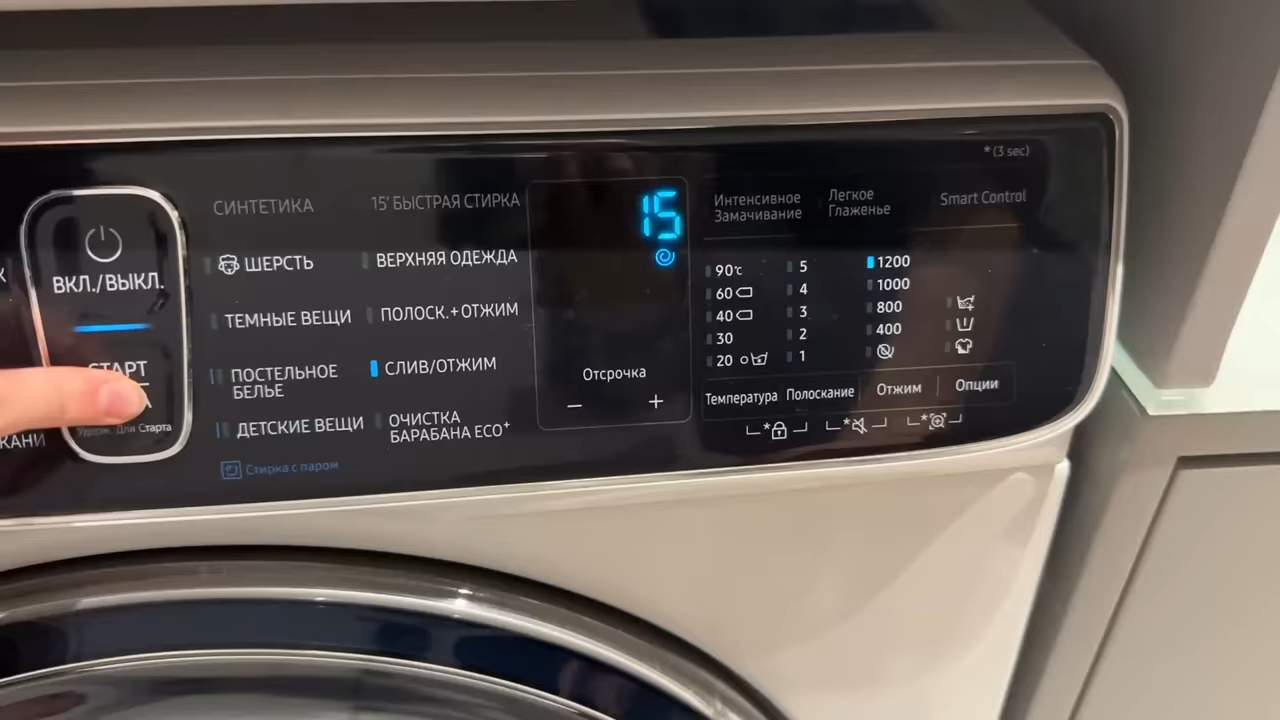 * (3 sec)
ВКЛ./ВЫКЛ.
СТАРТ
Удерж. Для Старта
КАНИ
СИНТЕТИКА
ШЕРСТЬ
ТЕМНЫЕ ВЕЩИ
ПОСТЕЛЬНОЕ
БЕЛЬЕ
ДЕТСКИЕ ВЕЩИ
Стирка с паром
15' БЫСТРАЯ СТИРКА
ВЕРХНЯЯ ОДЕЖДА
ПОЛОСК.+ОТЖИМ
СЛИВ/ОТЖИМ
ОЧИСТКА
БАРАБАНА ECO+
15
Отсрочка
− +
Интенсивное
Замачивание
Легкое
Глаженье
Smart Control
90℃ 5 1200
60 4 1000
40 3 800
30 2 400
20 1
Температура Полоскание Отжим Опции
* * *